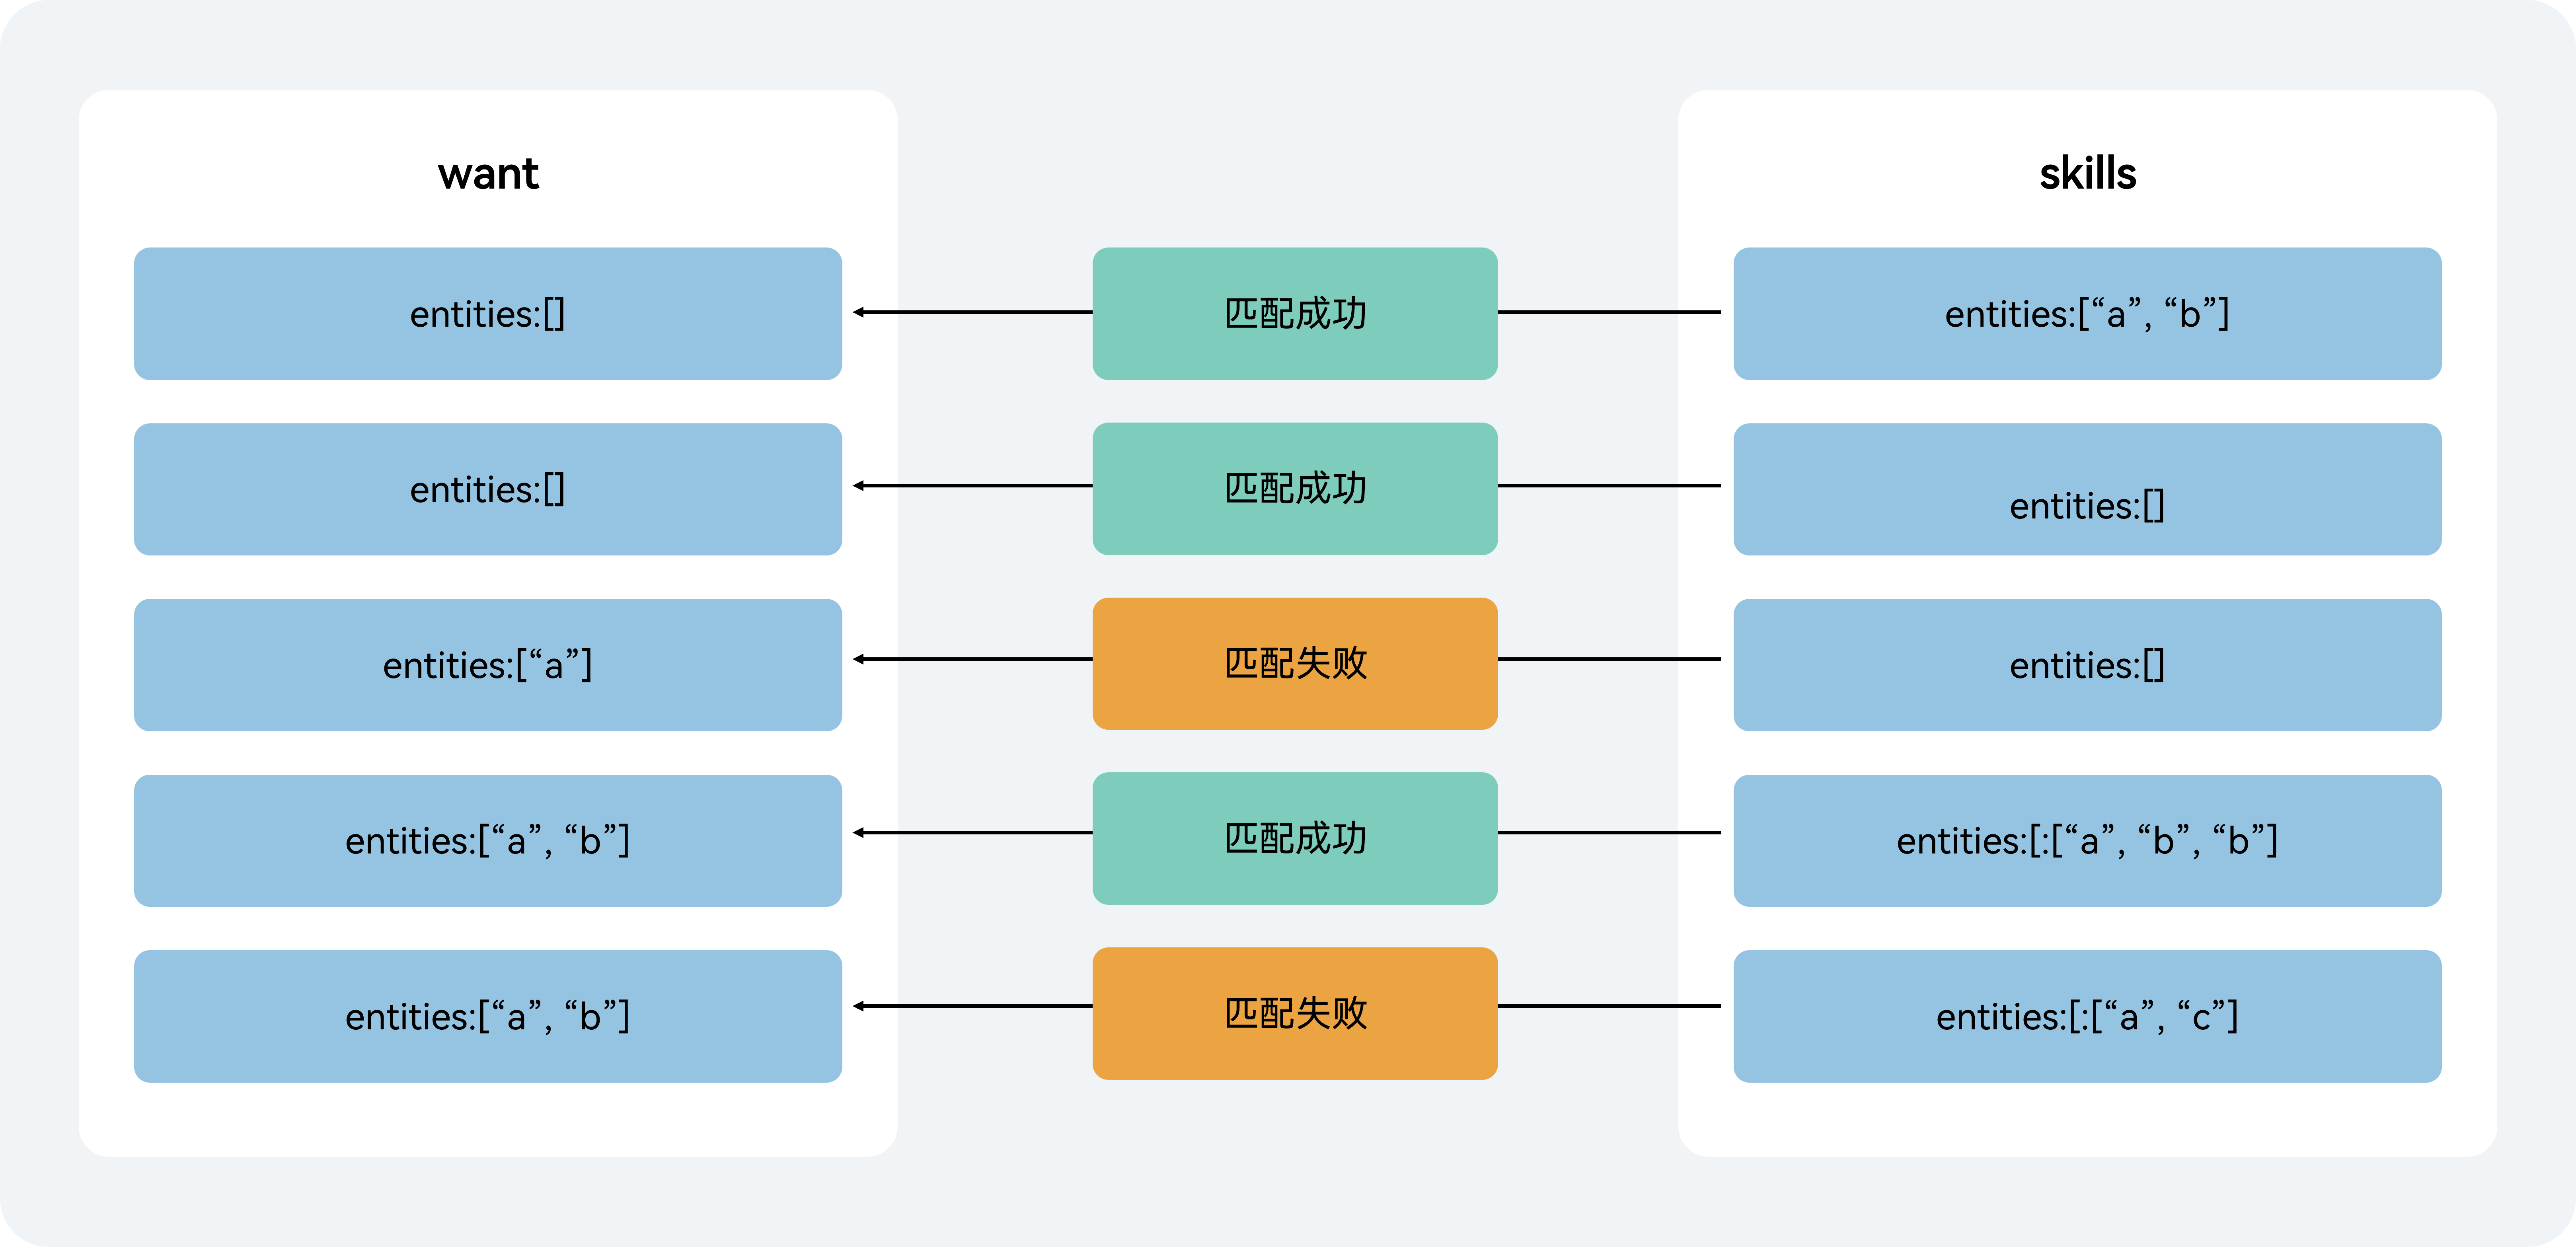 want
skills
entities:[]
匹配成功
entities:[“a”, “b”]
entities:[]
匹配成功
entities:[]
entities:[“a”]
匹配失败
entities:[]
entities:[“a”, “b”]
匹配成功
entities:[:[“a”, “b”, “b”]
entities:[“a”, “b”]
匹配失败
entities:[:[“a”, “c”]